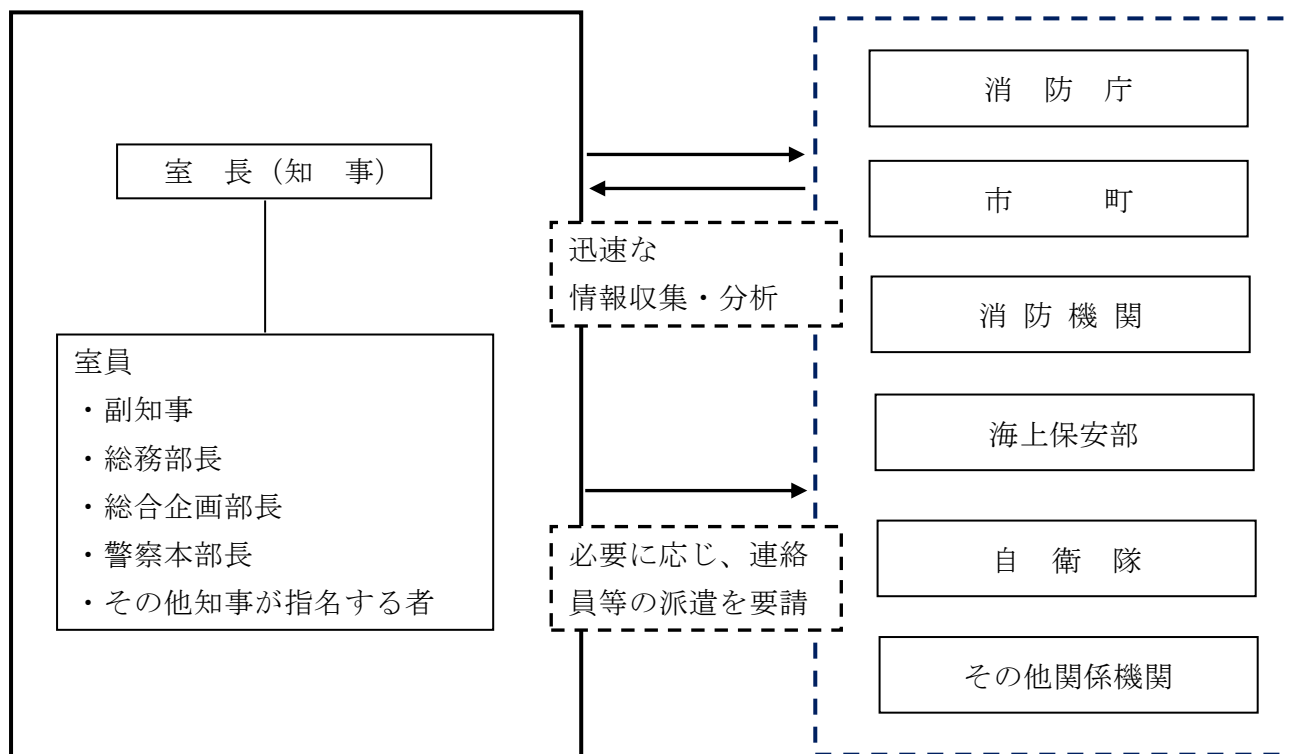 室　長（知　事）
室員
・副知事
・総務部長
・総合企画部長
・警察本部長
・その他知事が指名する者
迅速な
情報収集・分析
必要に応じ、連絡
員等の派遣を要請
消　防　庁
市　　　町
消 防 機 関
海上保安部
自　衛　隊
その他関係機関